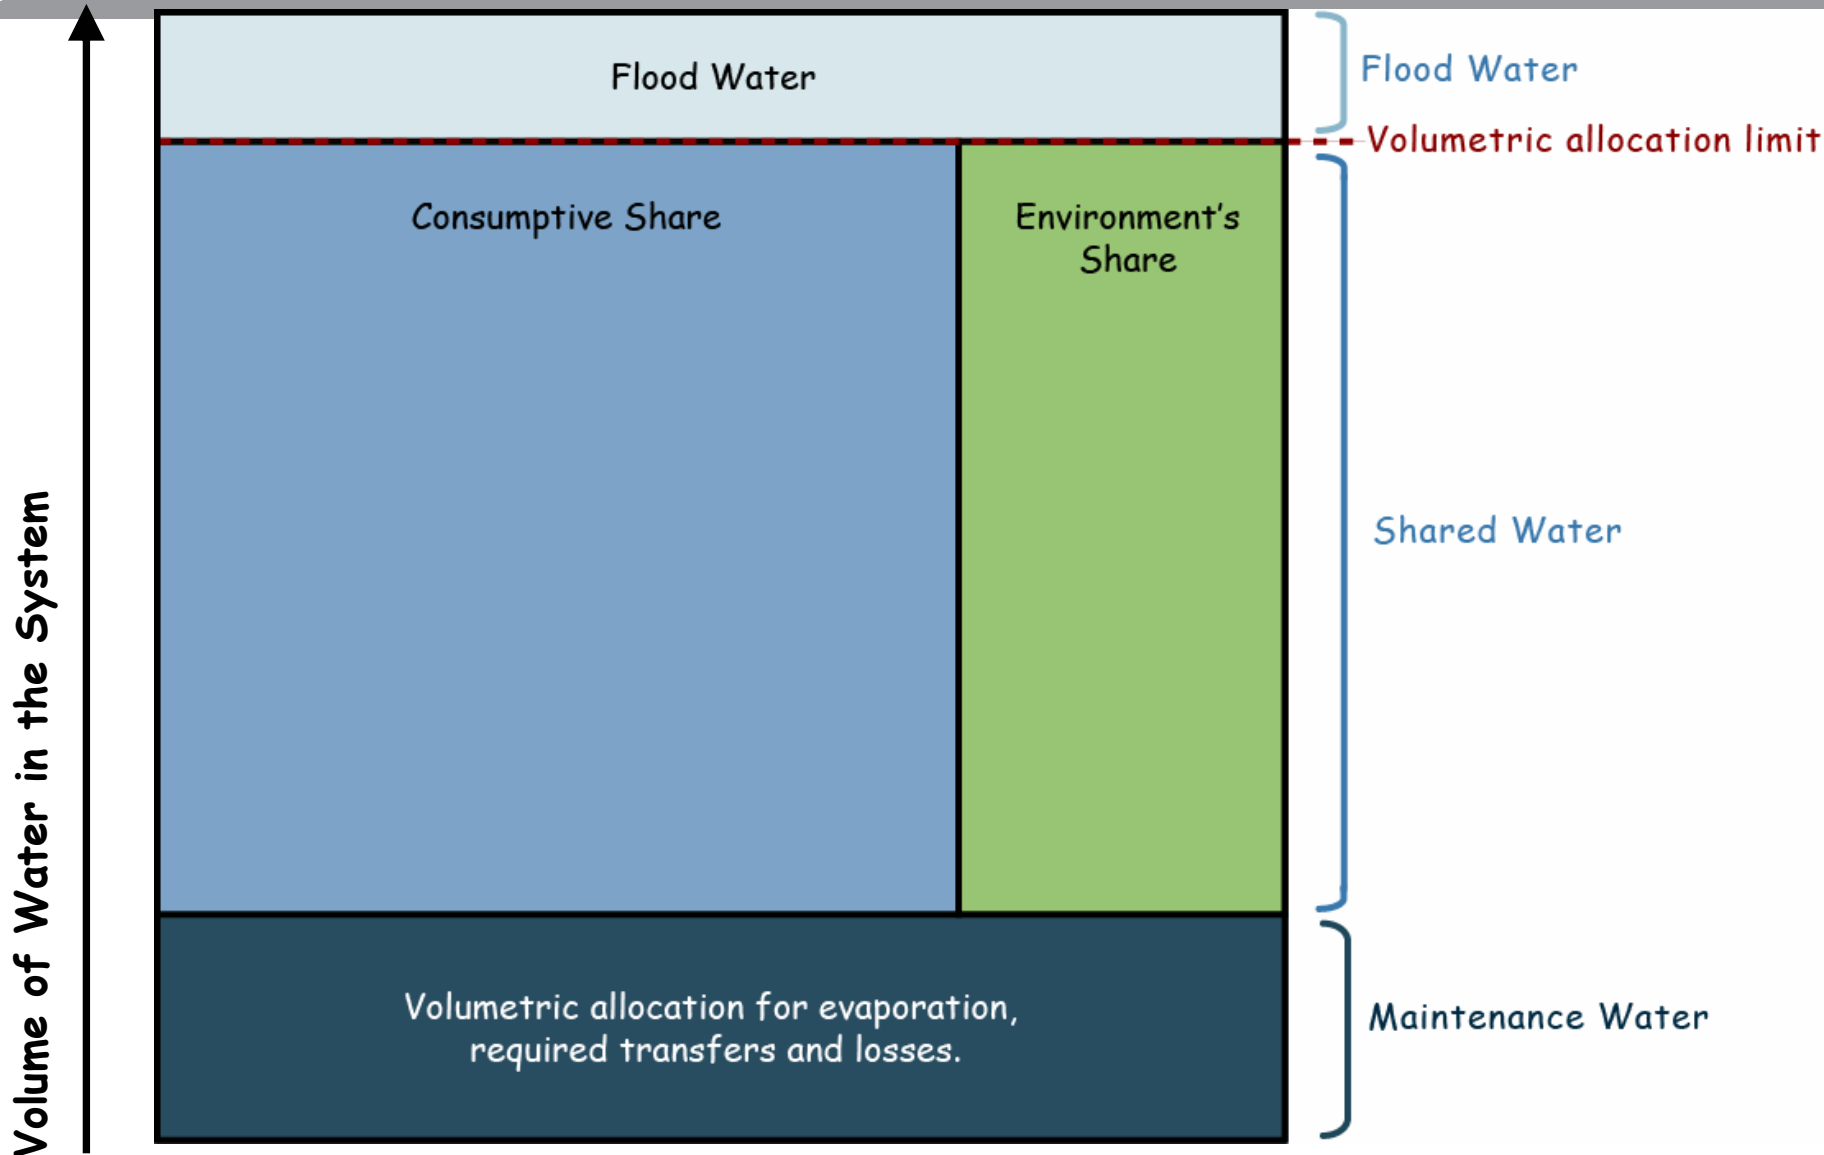 Flood Water
Flood Water
Volumetric allocation limit
Consumptive Share
Environment's
Share
Shared Water
Volume of Water in the System
Volumetric allocation for evaporation,
required transfers and losses.
Maintenance Water